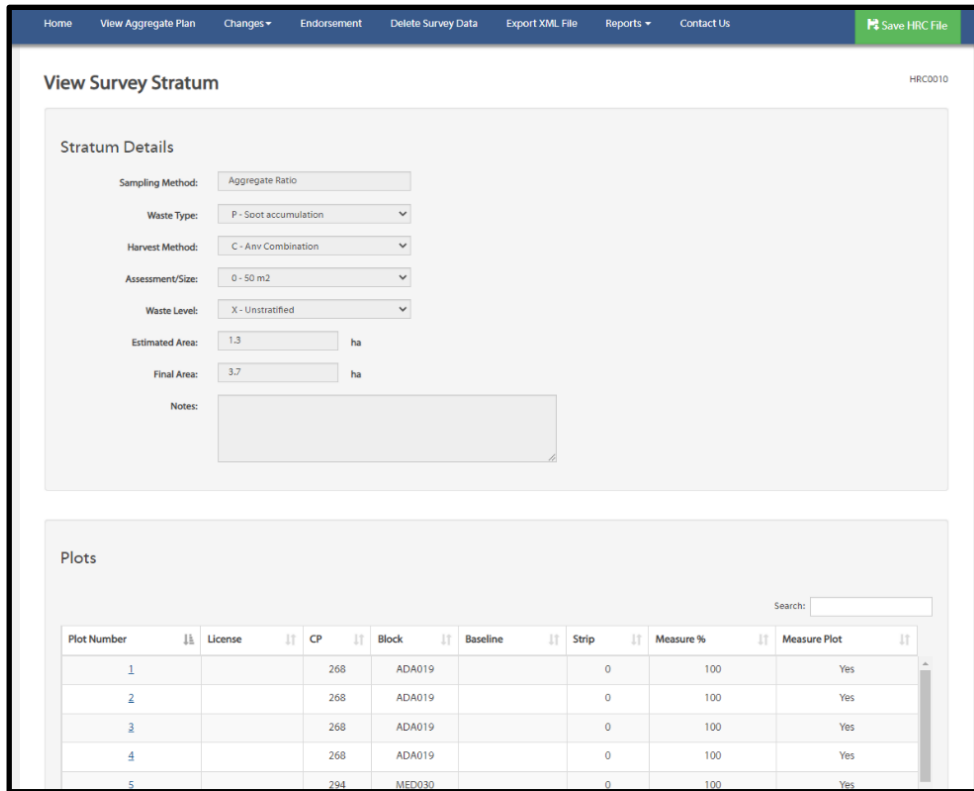 Home View Aggregate Plan Changes Endorsement Delete Survey Data Export XML File Reports Contact Us Save HRC File
View Survey Stratum HRC0010
Stratum Details
Sampling Method: Aggregate Ratio
Waste Type: P - Spot accumulation
Harvest Method: C - Any Combination
Assessment/Size: 0 - 50 m2
Waste Level: X - Unstratified
Estimated Area: 1.3 ha
Final Area: 3.7 ha
Notes:
Plots
Search:
Plot Number License CP Block Baseline Strip Measure % Measure Plot
1 268 ADA019 0 100 Yes
2 268 ADA019 0 100 Yes
3 268 ADA019 0 100 Yes
4 268 ADA019 0 100 Yes
5 294 MED030 0 100 Yes